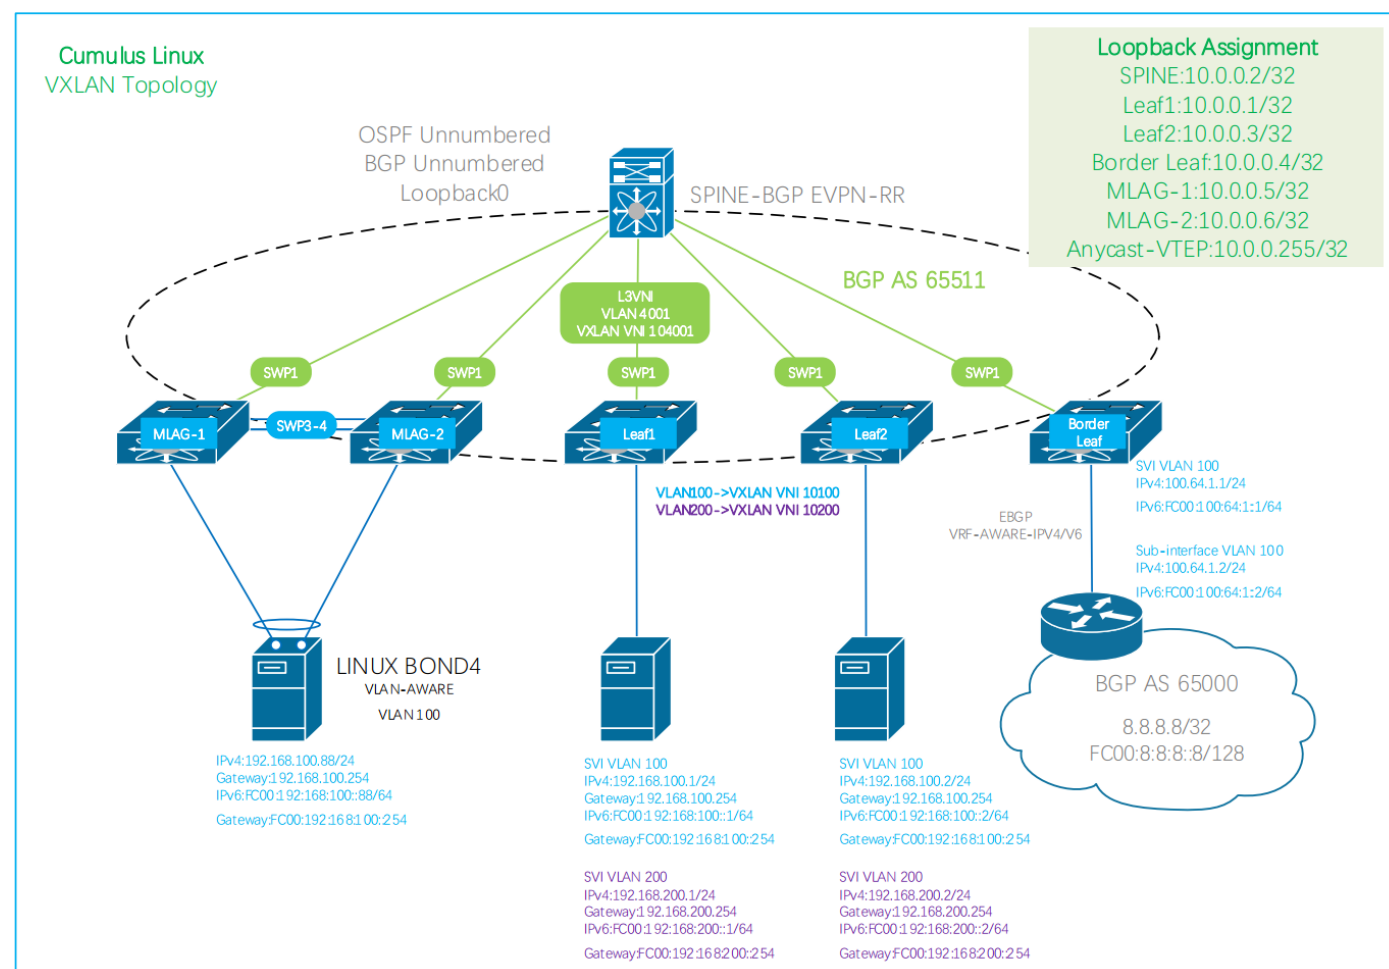 Cumulus Linux
VXLAN Topology
Loopback Assignment
SPINE:10.0.0.2/32
Leaf1:10.0.0.1/32
Leaf2:10.0.0.3/32
Border Leaf:10.0.0.4/32
MLAG-1:10.0.0.5/32
MLAG-2:10.0.0.6/32
Anycast-VTEP:10.0.0.255/32
OSPF Unnumbered
BGP Unnumbered
Loopback0
SPINE-BGP EVPN-RR
BGP AS 65511
L3VNI
VLAN 4001
VXLAN VNI 104001
SWP1
SWP1
SWP1
SWP1
SWP1
MLAG-1
SWP3-4
MLAG-2
Leaf1
Leaf2
Border
Leaf
VLAN100->VXLAN VNI 10100
VLAN200->VXLAN VNI 10200
EBGP
VRF-AWARE-IPV4/V6
SVI VLAN 100
IPv4:100.64.1.1/24
IPv6:FC00:100:64:1::1/64
Sub-interface VLAN 100
IPv4:100.64.1.2/24
IPv6:FC00:100:64:1::2/64
LINUX BOND4
VLAN-AWARE
VLAN100
IPv4:192.168.100.88/24
Gateway:192.168.100.254
IPv6:FC00:192:168:100::88/64
Gateway:FC00:192:168:100::254
SVI VLAN 100
IPv4:192.168.100.1/24
Gateway:192.168.100.254
IPv6:FC00:192:168:100::1/64
Gateway:FC00:192:168:100::254
SVI VLAN 200
IPv4:192.168.200.1/24
Gateway:192.168.200.254
IPv6:FC00:192:168:200::1/64
Gateway:FC00:192:168:200::254
SVI VLAN 100
IPv4:192.168.100.2/24
Gateway:192.168.100.254
IPv6:FC00:192:168:100::2/64
Gateway:FC00:192:168:100::254
SVI VLAN 200
IPv4:192.168.200.2/24
Gateway:192.168.200.254
IPv6:FC00:192:168:200::2/64
Gateway:FC00:192:168:200::254
BGP AS 65000
8.8.8.8/32
FC00:8:8:8::8/128